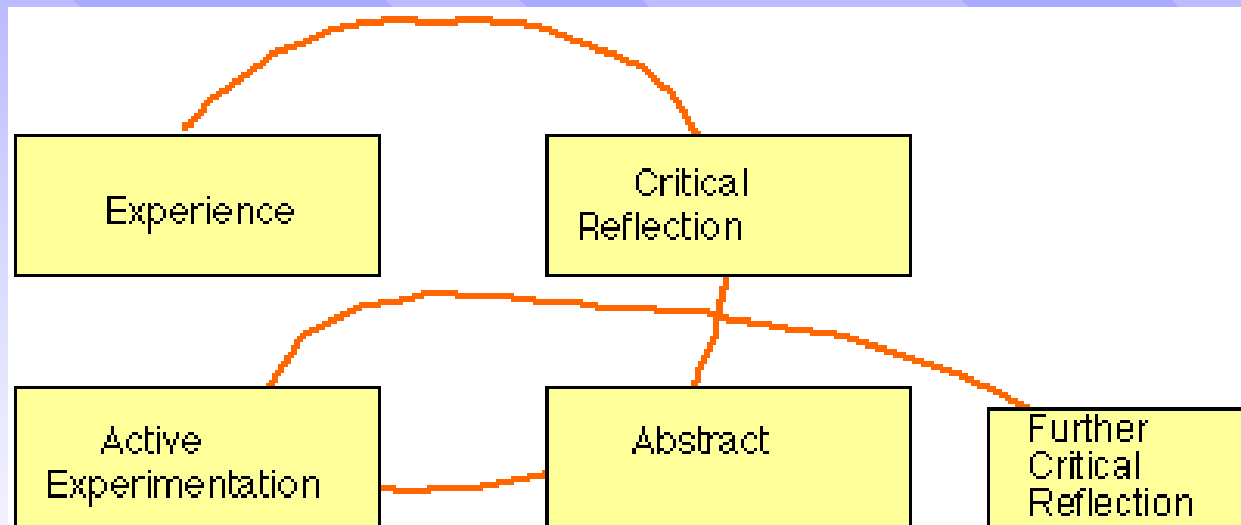 Experience
Critical
Reflection
Active
Experimentation
Abstract
Further
Critical
Reflection